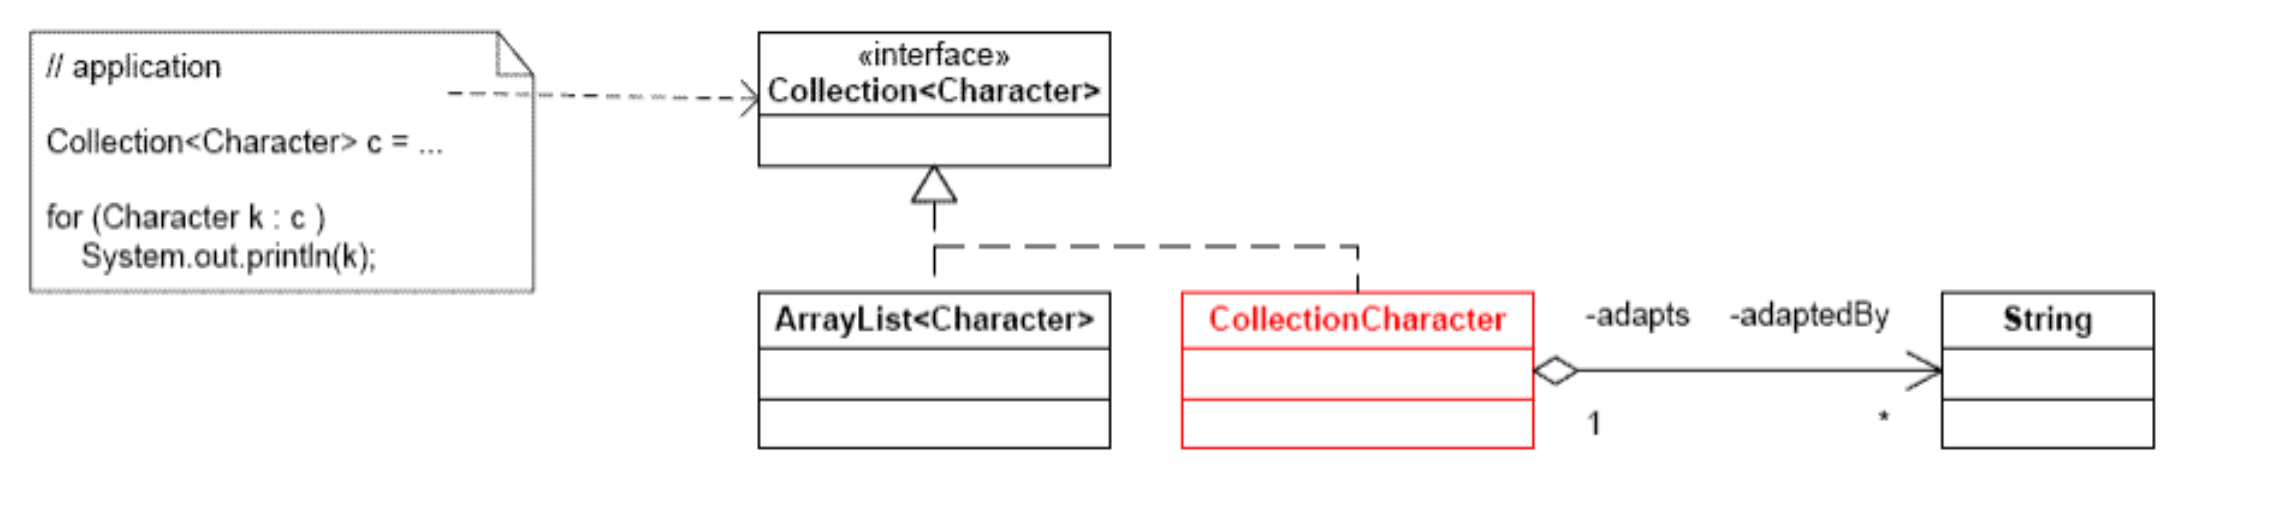 // application
Collection<Character> c = ...
for (Character k : c )
System.out.println(k);
«interface»
Collection<Character>
ArrayList<Character>
CollectionCharacter
-adapts
-adaptedBy
1
*
String